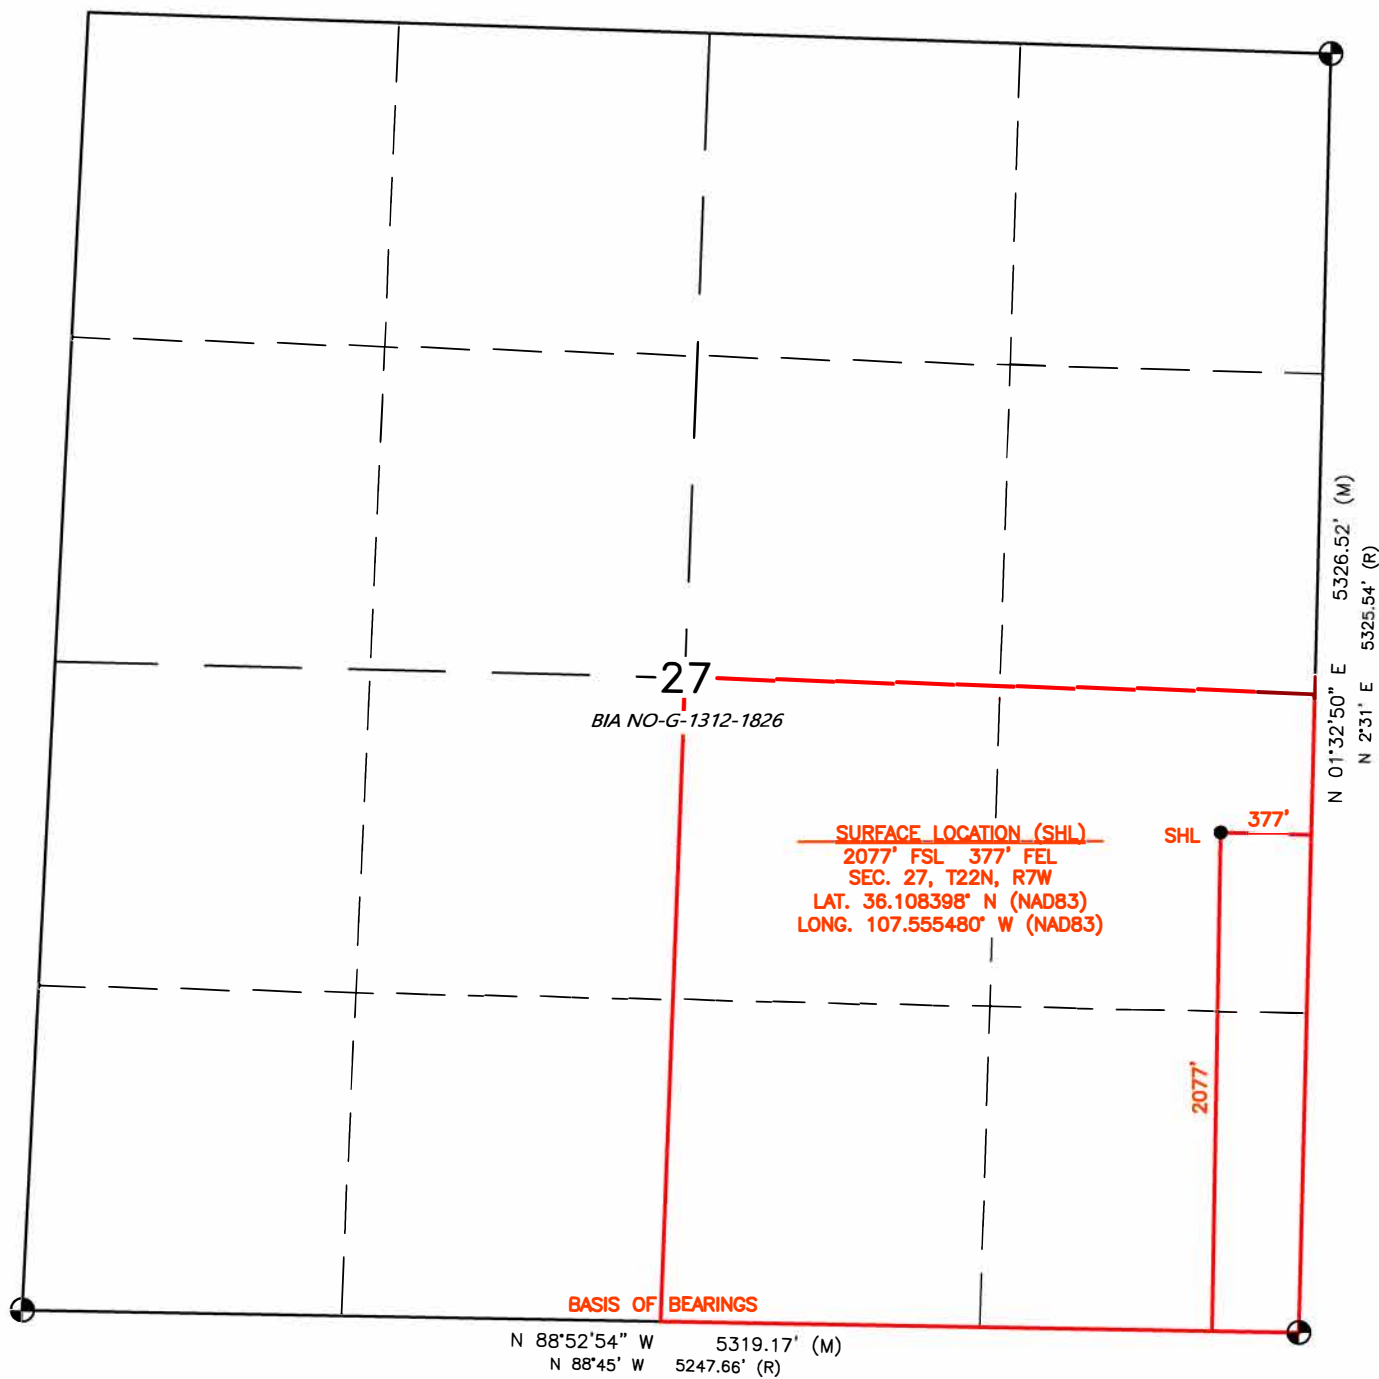 5326.52' (M)
N 01°32'50" E
5325.54' (R)
N 2°31' E
-27
BIA NO-G-1312-1826
SURFACE LOCATION (SHL)
2077' FSL 377' FEL
SEC. 27, T22N, R7W
LAT. 36.108398° N (NAD83)
LONG. 107.555480° W (NAD83)
SHL
377'
2077'
BASIS OF BEARINGS
N 88°52'54" W 5319.17' (M)
N 88°45' W 5247.66' (R)